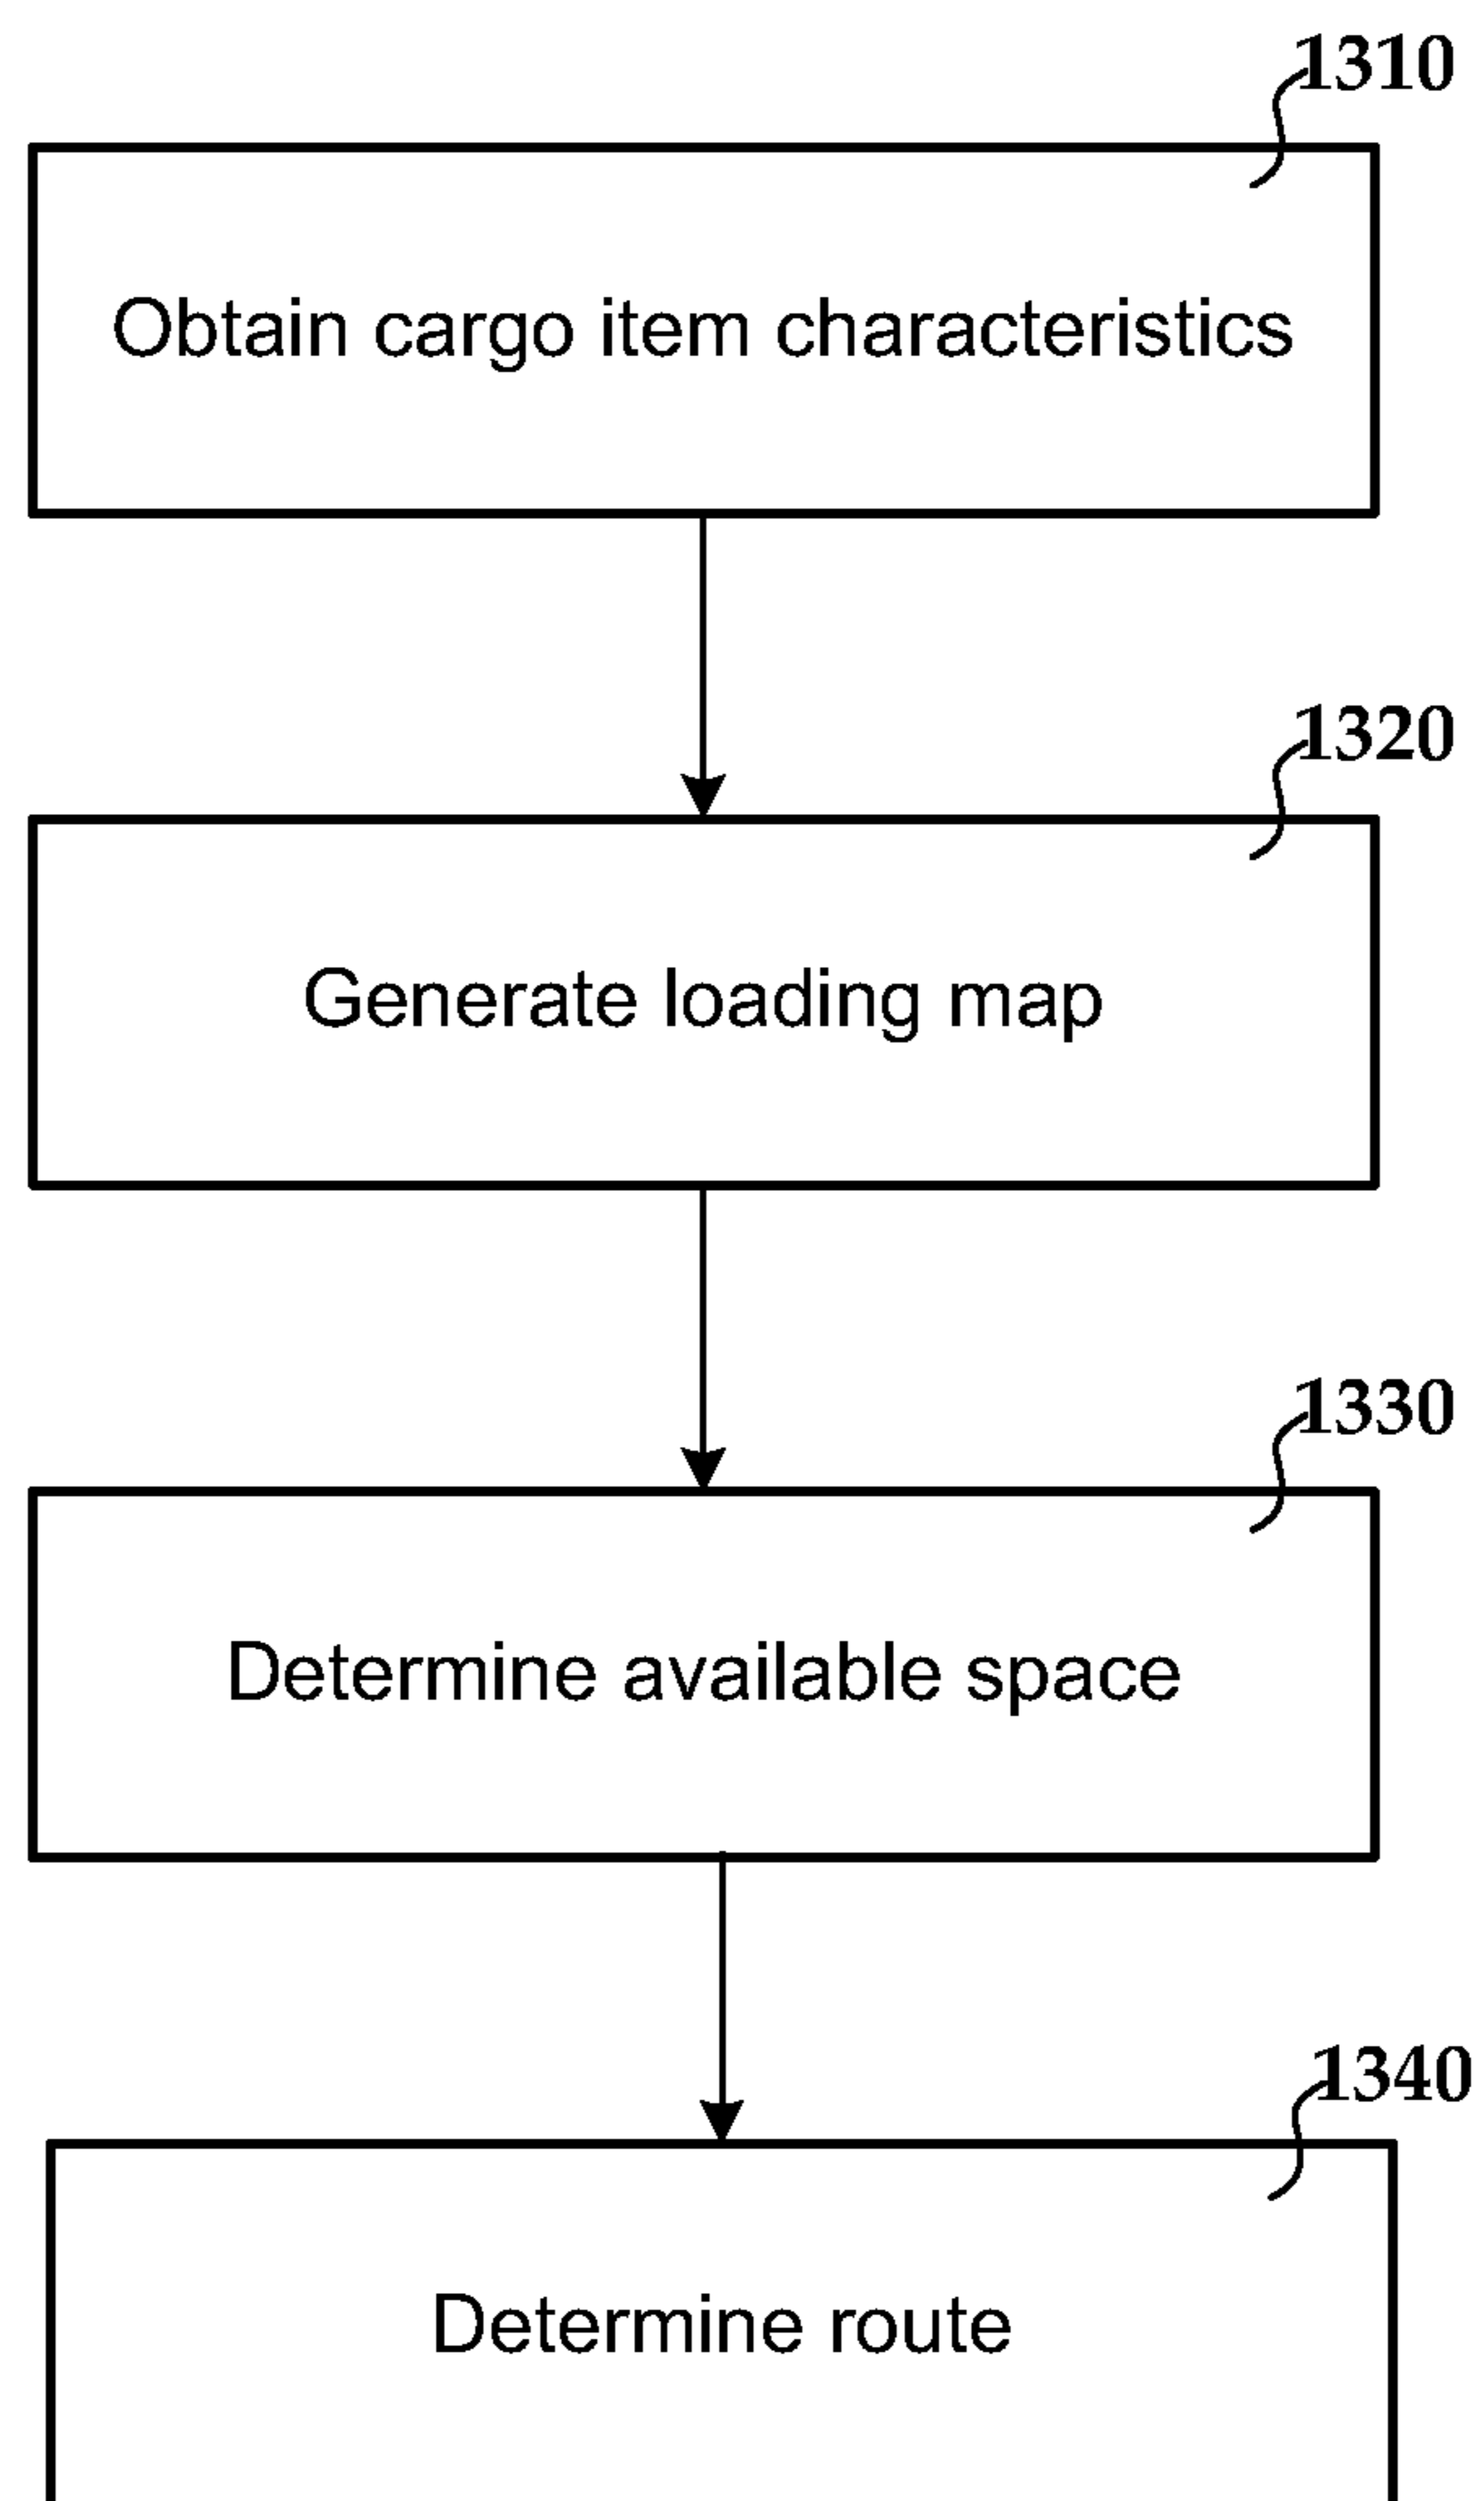 1310
Obtain cargo item characteristics
1320
Generate loading map
1330
Determine available space
1340
Determine route